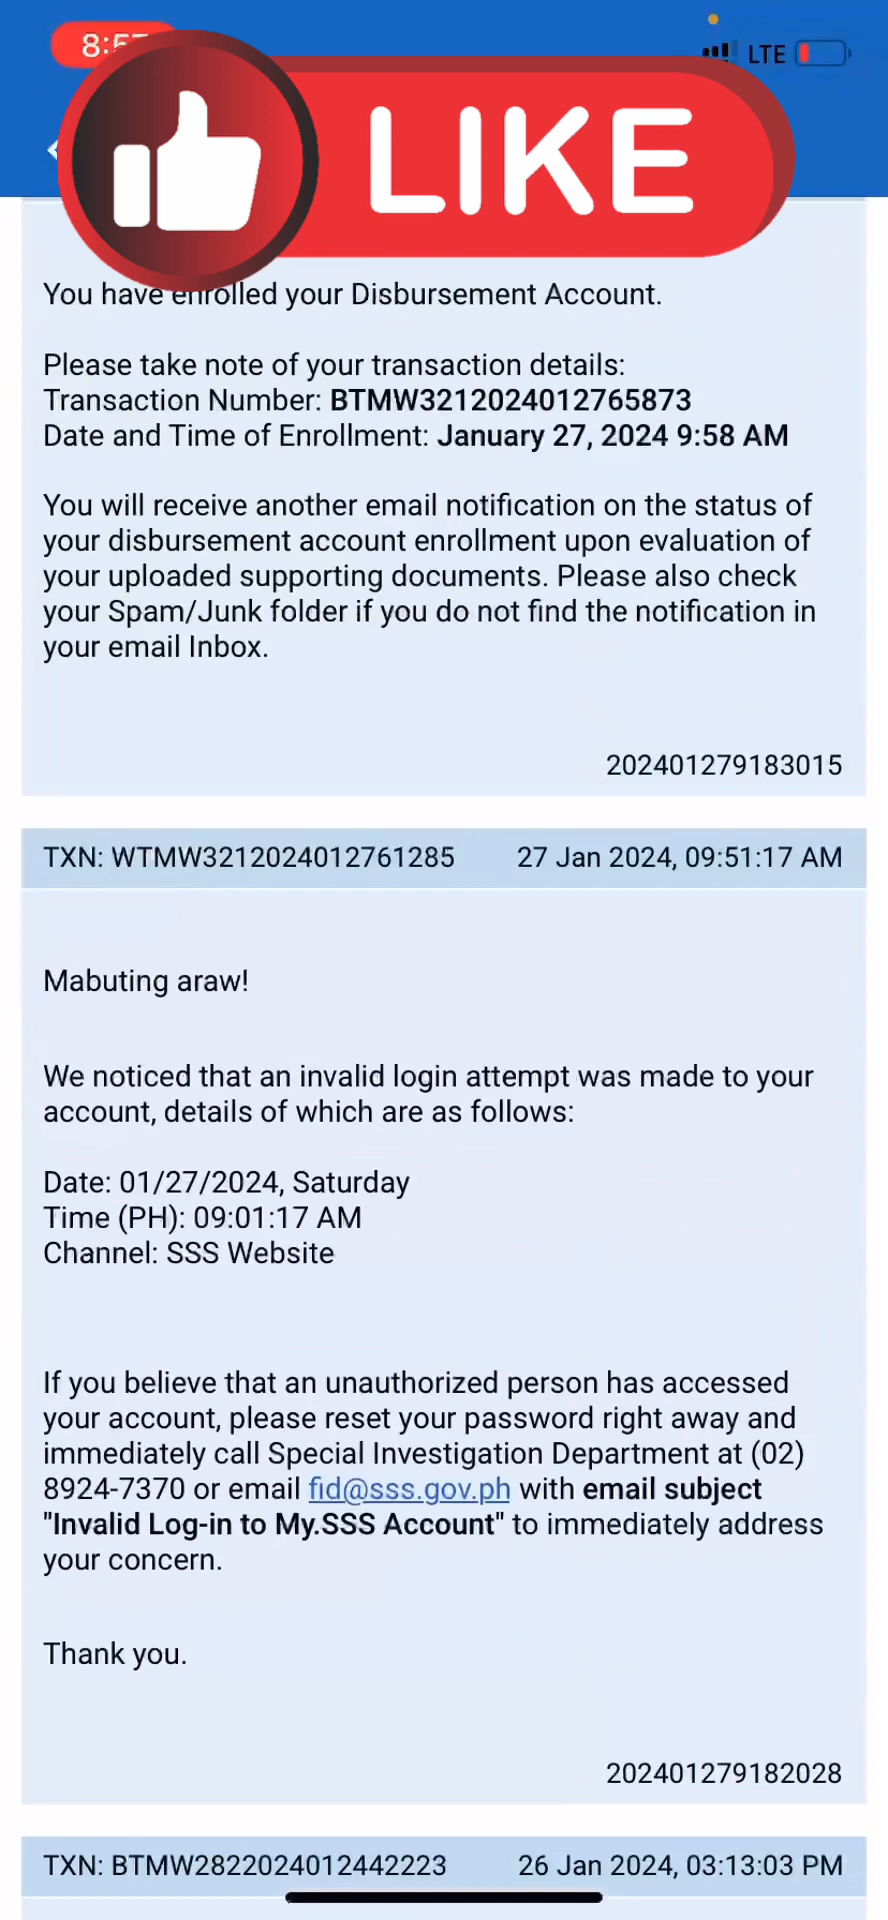 LTE
LIKE
You have enrolled your Disbursement Account.
Please take note of your transaction details:
Transaction Number: BTMW3212024012765873
Date and Time of Enrollment: January 27, 2024 9:58 AM
You will receive another email notification on the status of
your disbursement account enrollment upon evaluation of
your uploaded supporting documents. Please also check
your Spam/Junk folder if you do not find the notification in
your email Inbox.
202401279183015
TXN: WTMW3212024012761285 27 Jan 2024, 09:51:17 AM
Mabuting araw!
We noticed that an invalid login attempt was made to your
account, details of which are as follows:
Date: 01/27/2024, Saturday
Time (PH): 09:01:17 AM
Channel: SSS Website
If you believe that an unauthorized person has accessed
your account, please reset your password right away and
immediately call Special Investigation Department at (02)
8924-7370 or email fid@sss.gov.ph with email subject
"Invalid Log-in to My.SSS Account" to immediately address
your concern.
Thank you.
202401279182028
TXN: BTMW2822024012442223 26 Jan 2024, 03:13:03 PM